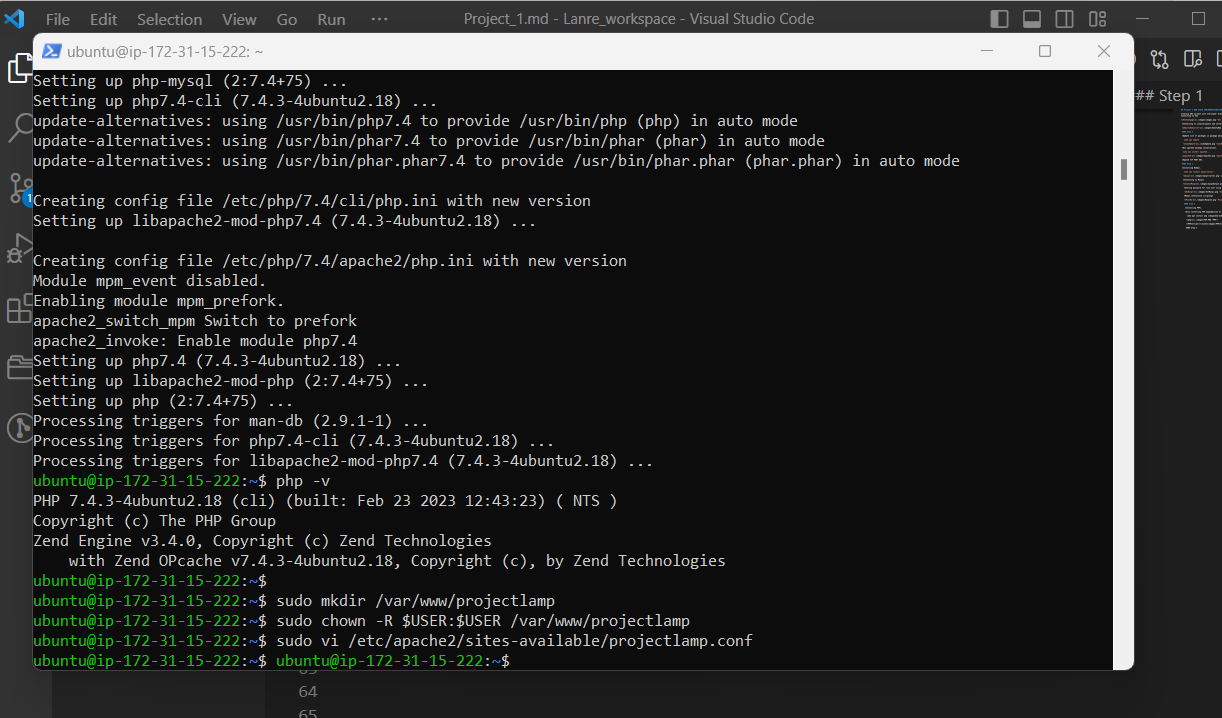 File Edit Selection View Go Run ··· Project_1.md - Lanre_workspace - Visual Studio Code
ubuntu@ip-172-31-15-222: ~
## Step 1
Setting up php-mysql (2:7.4+75) ...
Setting up php7.4-cli (7.4.3-4ubuntu2.18) ...
update-alternatives: using /usr/bin/php7.4 to provide /usr/bin/php (php) in auto mode
update-alternatives: using /usr/bin/phar7.4 to provide /usr/bin/phar (phar) in auto mode
update-alternatives: using /usr/bin/phar.phar7.4 to provide /usr/bin/phar.phar (phar.phar) in auto mode
Creating config file /etc/php/7.4/cli/php.ini with new version
Setting up libapache2-mod-php7.4 (7.4.3-4ubuntu2.18) ...
Creating config file /etc/php/7.4/apache2/php.ini with new version
Module mpm_event disabled.
Enabling module mpm_prefork.
apache2_switch_mpm Switch to prefork
apache2_invoke: Enable module php7.4
Setting up php7.4 (7.4.3-4ubuntu2.18) ...
Setting up libapache2-mod-php (2:7.4+75) ...
Setting up php (2:7.4+75) ...
Processing triggers for man-db (2.9.1-1) ...
Processing triggers for php7.4-cli (7.4.3-4ubuntu2.18) ...
Processing triggers for libapache2-mod-php7.4 (7.4.3-4ubuntu2.18) ...
ubuntu@ip-172-31-15-222:~$ php -v
PHP 7.4.3-4ubuntu2.18 (cli) (built: Feb 23 2023 12:43:23) ( NTS )
Copyright (c) The PHP Group
Zend Engine v3.4.0, Copyright (c) Zend Technologies
with Zend OPcache v7.4.3-4ubuntu2.18, Copyright (c), by Zend Technologies
ubuntu@ip-172-31-15-222:~$
ubuntu@ip-172-31-15-222:~$ sudo mkdir /var/www/projectlamp
ubuntu@ip-172-31-15-222:~$ sudo chown -R $USER:$USER /var/www/projectlamp
ubuntu@ip-172-31-15-222:~$ sudo vi /etc/apache2/sites-available/projectlamp.conf
ubuntu@ip-172-31-15-222:~$ ubuntu@ip-172-31-15-222:~$
64
65